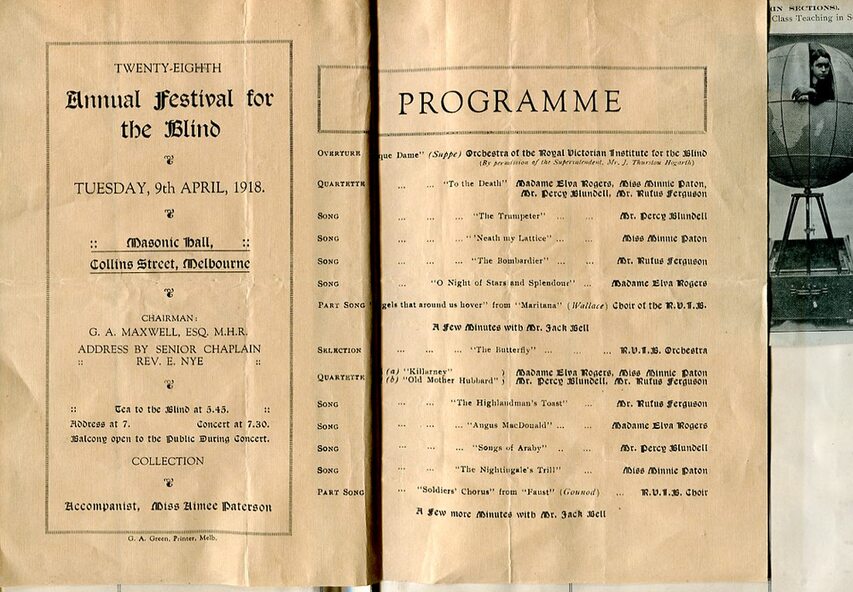 TWENTY-EIGHTH
Annual Festival for
the Blind
TUESDAY, 9th APRIL, 1918.
:: Masonic Hall, ::
Collins Street, Melbourne
CHAIRMAN:
G. A. MAXWELL, ESQ. M.H.R.
ADDRESS BY SENIOR CHAPLAIN
:: REV. E. NYE ::
:: Tea to the Blind at 5.45. ::
Address at 7. Concert at 7.30.
Balcony open to the Public During Concert.
COLLECTION
Accompanist, Miss Aimee Paterson
G. A. Green, Printer, Melb.
PROGRAMME
OVERTURE que Dame" (Suppe) Orchestra of the Royal Victorian Institute for the Blind
(By permission of the Superintendent, Mr. J. Thurston Hogarth)
QUARTETTE ... ... "To the Death" Madame Elva Rogers, Miss Minnie Paton,
Mr. Percy Blundell, Mr. Rufus Ferguson
SONG ... ... ... "The Trumpeter" ... ... Mr. Percy Blundell
SONG ... ... ... "'Neath my Lattice" ... ... Miss Minnie Paton
SONG ... ... ... "The Bombardier" ... ... Mr. Rufus Ferguson
SONG ... ... "O Night of Stars and Splendour" ... Madame Elva Rogers
PART SONG gels that around us hover" from "Maritana" (Wallace) Choir of the R.V.I.B.
A Few Minutes with Mr. Jack Bell
SELECTION ... ... ... "The Butterfly" ... ... ... R.V.I.B. Orchestra
QUARTETTE (a) "Killarney" ) Madame Elva Rogers, Miss Minnie Paton
(b) "Old Mother Hubbard" ) Mr. Percy Blundell, Mr. Rufus Ferguson
SONG ... ... "The Highlandman's Toast" ... Mr. Rufus Ferguson
SONG ... ... ... "Angus MacDonald" ... ... Madame Elva Rogers
SONG ... ... ... "Songs of Araby" .. ... Mr. Percy Blundell
SONG ... ... "The Nightingale's Trill" ... Miss Minnie Paton
PART SONG ... "Soldiers' Chorus" from "Faust" (Gounod) ... R.V.I.B. Choir
A Few more Minutes with Mr. Jack Bell
IN SECTIONS).
Class Teaching in